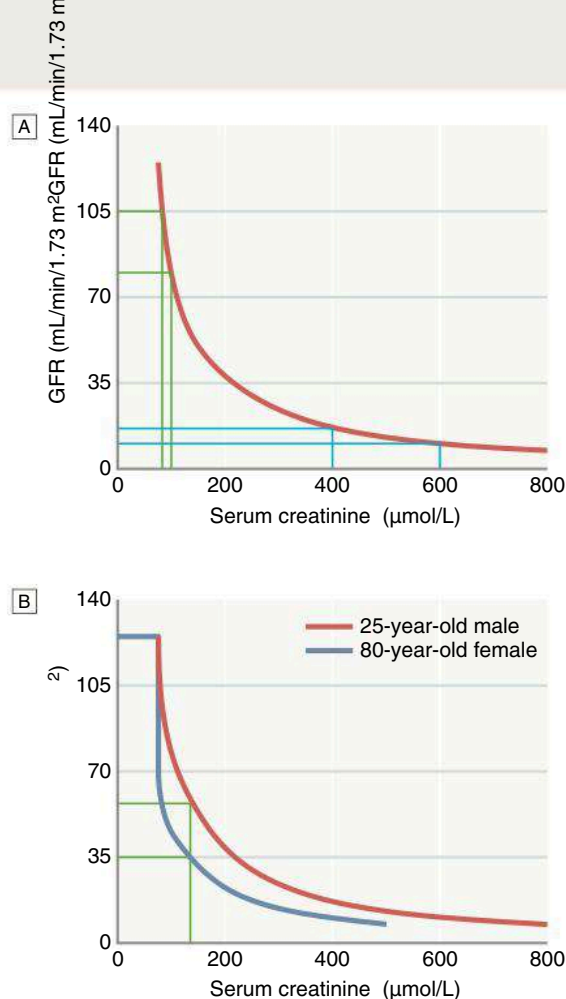 A
GFR (mL/min/1.73 m²GFR (mL/min/1.73 m
140
105
70
35
0
0 200 400 600 800
Serum creatinine (μmol/L)
B
2)
140
105
70
35
0
25-year-old male
80-year-old female
0 200 400 600 800
Serum creatinine (μmol/L)